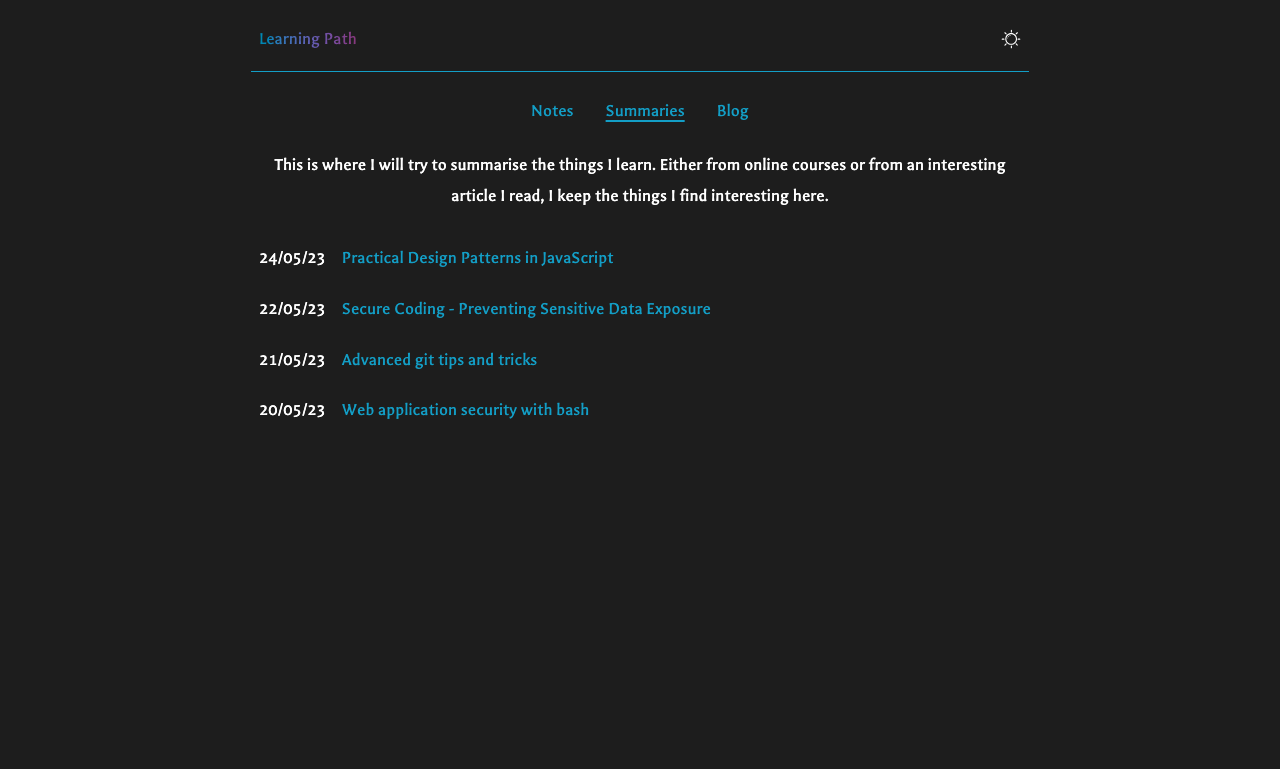 Learning Path
Notes Summaries Blog
This is where I will try to summarise the things I learn. Either from online courses or from an interesting
article I read, I keep the things I find interesting here.
24/05/23 Practical Design Patterns in JavaScript
22/05/23 Secure Coding - Preventing Sensitive Data Exposure
21/05/23 Advanced git tips and tricks
20/05/23 Web application security with bash